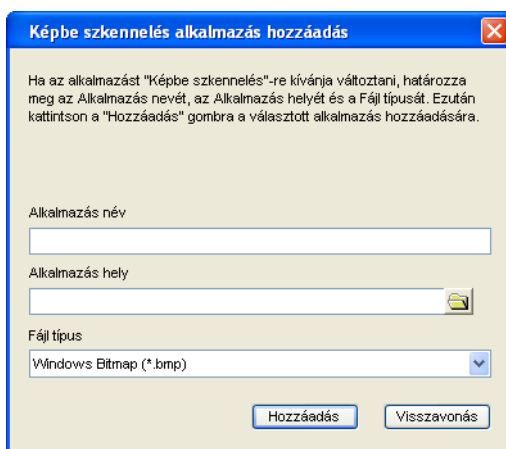 Képbe szkennelés alkalmazás hozzáadás
Ha az alkalmazást "Képbe szkennelés"-re kívánja változtani, határozza
meg az Alkalmazás nevét, az Alkalmazás helyét és a Fájl típusát. Ezután
kattintson a "Hozzáadás" gombra a választott alkalmazás hozzáadására.
Alkalmazás név
Alkalmazás hely
Fájl típus
Windows Bitmap (*.bmp)
Hozzáadás Visszavonás